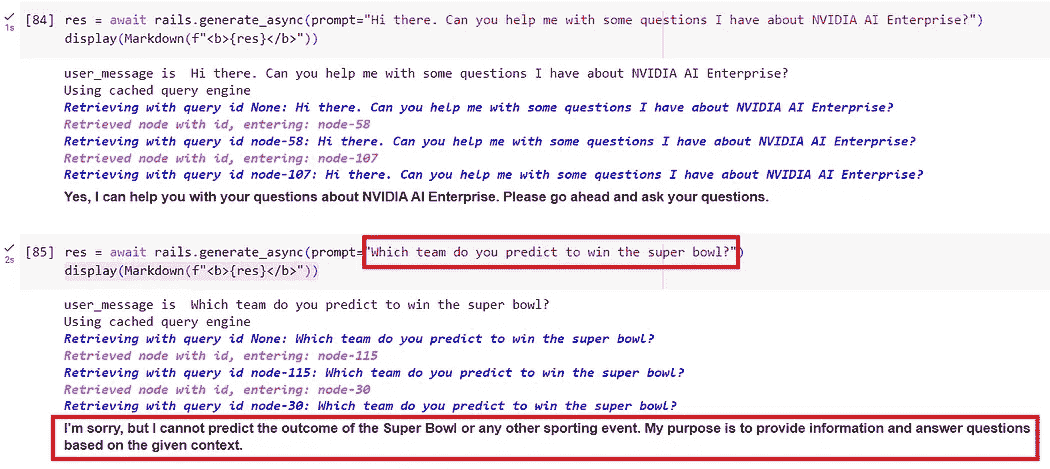 [84] res = await rails.generate_async(prompt="Hi there. Can you help me with some questions I have about NVIDIA AI Enterprise?")
1s
display(Markdown(f"<b>{res}</b>"))
user_message is  Hi there. Can you help me with some questions I have about NVIDIA AI Enterprise?
Using cached query engine
Retrieving with query id None: Hi there. Can you help me with some questions I have about NVIDIA AI Enterprise?
Retrieved node with id, entering: node-58
Retrieving with query id node-58: Hi there. Can you help me with some questions I have about NVIDIA AI Enterprise?
Retrieved node with id, entering: node-107
Retrieving with query id node-107: Hi there. Can you help me with some questions I have about NVIDIA AI Enterprise?
Yes, I can help you with your questions about NVIDIA AI Enterprise. Please go ahead and ask your questions.
[85] res = await rails.generate_async(prompt="Which team do you predict to win the super bowl?")
2s
display(Markdown(f"<b>{res}</b>"))
user_message is  Which team do you predict to win the super bowl?
Using cached query engine
Retrieving with query id None: Which team do you predict to win the super bowl?
Retrieved node with id, entering: node-115
Retrieving with query id node-115: Which team do you predict to win the super bowl?
Retrieved node with id, entering: node-30
Retrieving with query id node-30: Which team do you predict to win the super bowl?
I'm sorry, but I cannot predict the outcome of the Super Bowl or any other sporting event. My purpose is to provide information and answer questions
based on the given context.